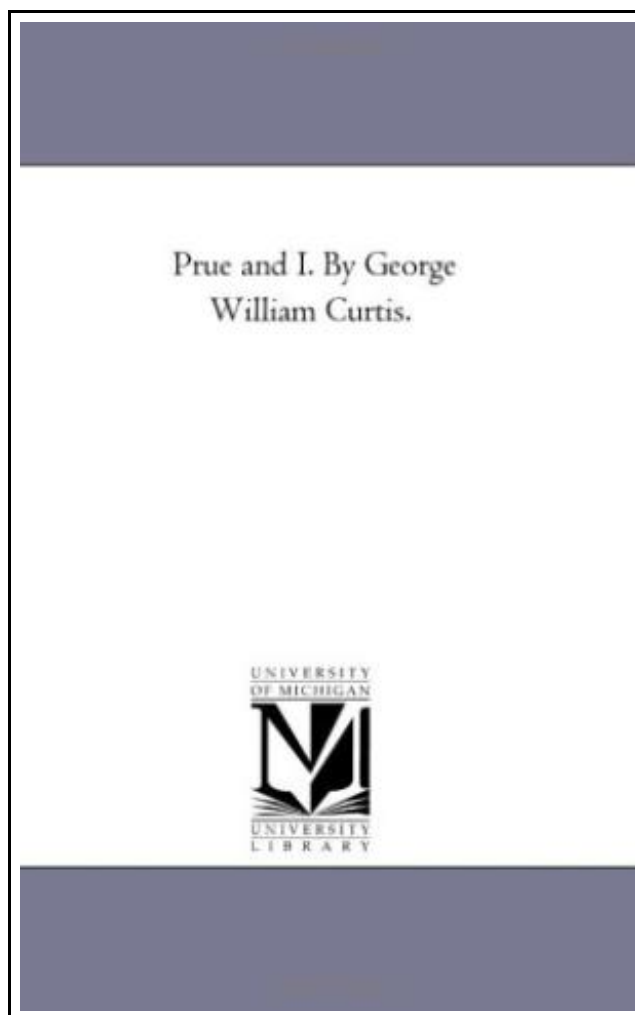 Prue and I. By George
William Curtis.
UNIVERSITY
OF MICHIGAN
UNIVERSITY
LIBRARY